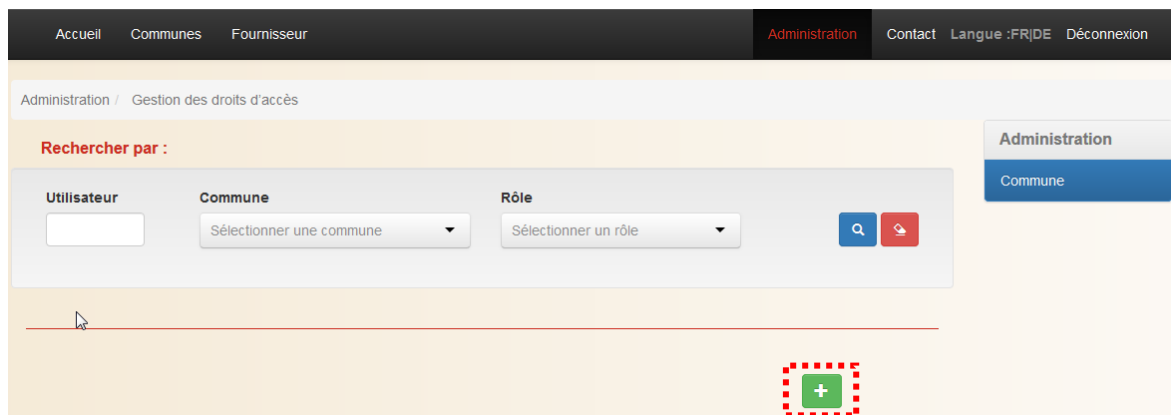 Accueil Communes Fournisseur Administration Contact Langue :FR|DE Déconnexion
Administration / Gestion des droits d'accès
Rechercher par :
Utilisateur Commune Rôle
Sélectionner une commune Sélectionner un rôle
Administration
Commune